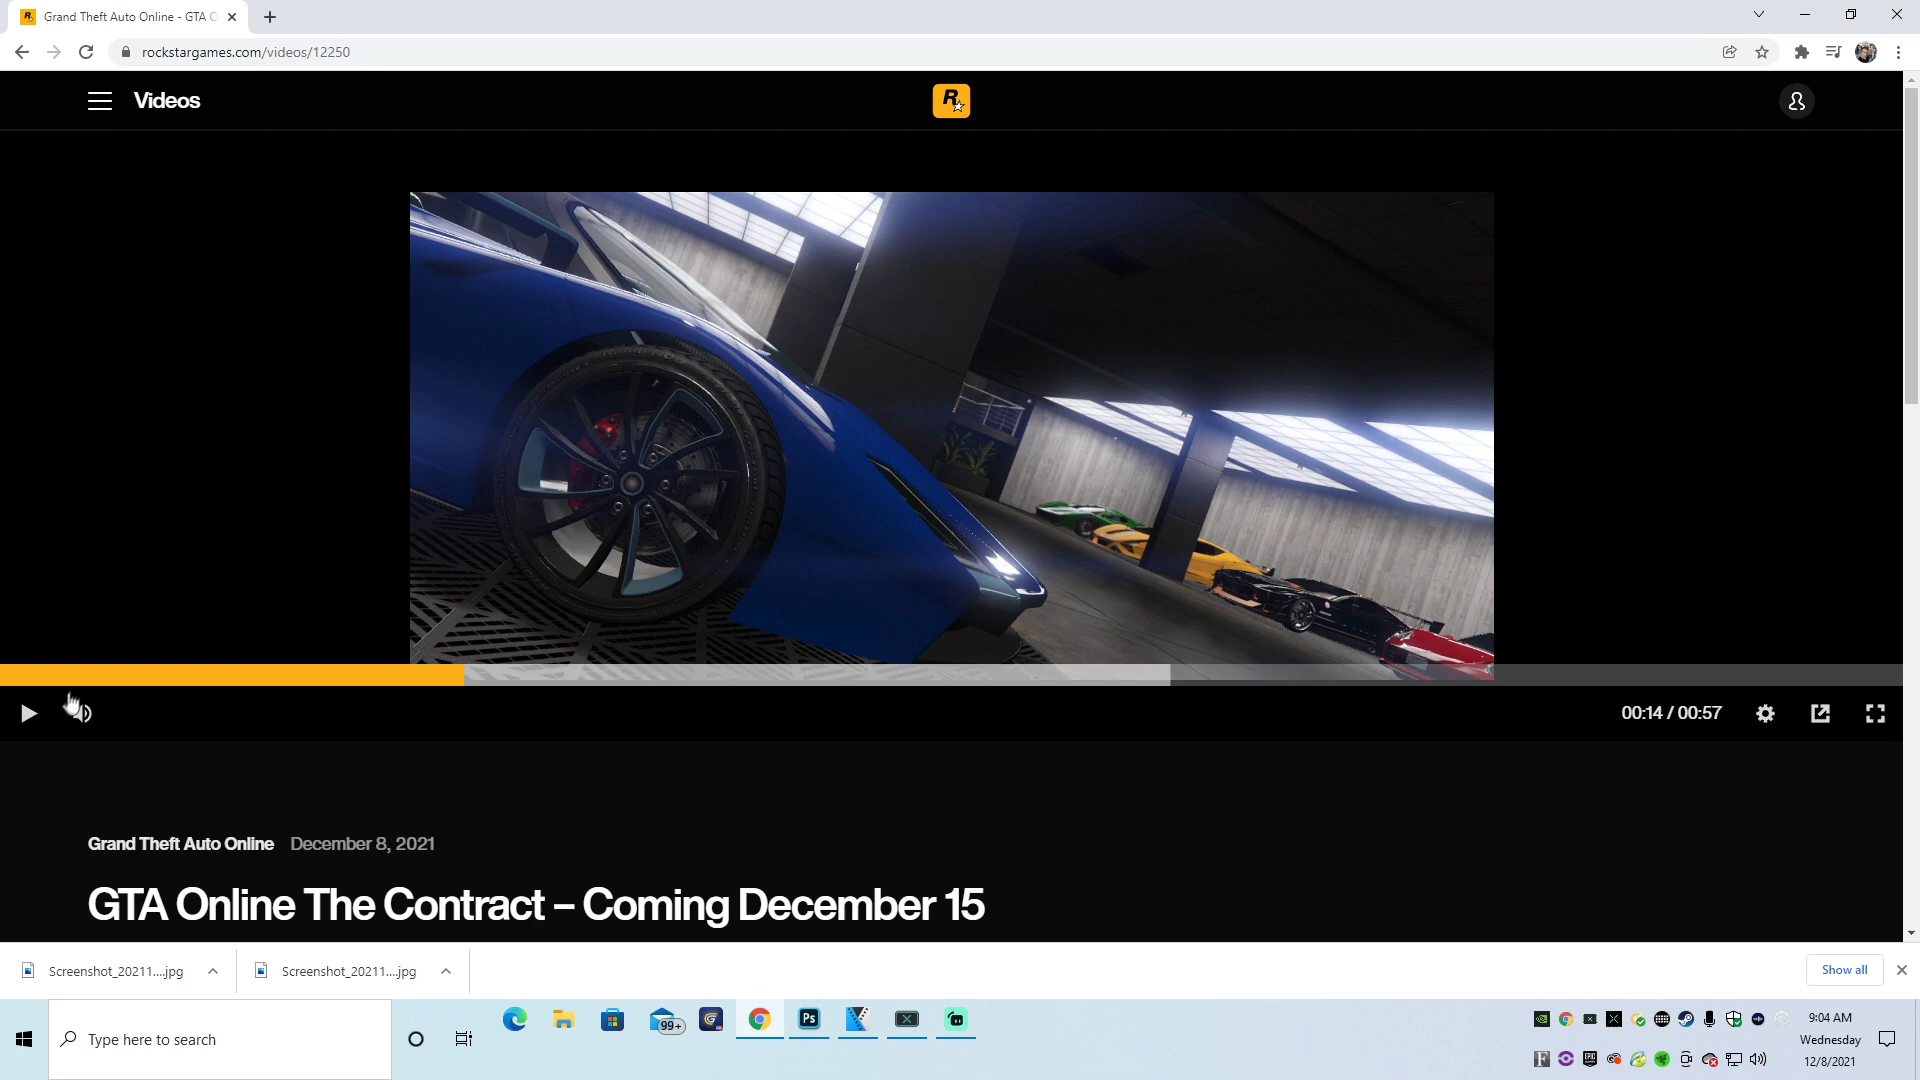 Grand Theft Auto Online - GTA O
rockstargames.com/videos/12250
Videos
R
00:14 / 00:57
Grand Theft Auto Online December 8, 2021
GTA Online The Contract – Coming December 15
Screenshot_20211....jpg
Screenshot_20211....jpg
Show all
Type here to search
99+
Ps
9:04 AM
Wednesday
12/8/2021